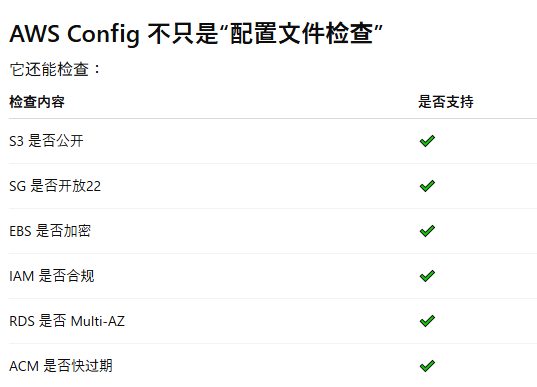 AWS Config 不只是“配置文件检查”
它还能检查：
检查内容 是否支持
S3 是否公开 ✔
SG 是否开放22 ✔
EBS 是否加密 ✔
IAM 是否合规 ✔
RDS 是否 Multi-AZ ✔
ACM 是否快过期 ✔